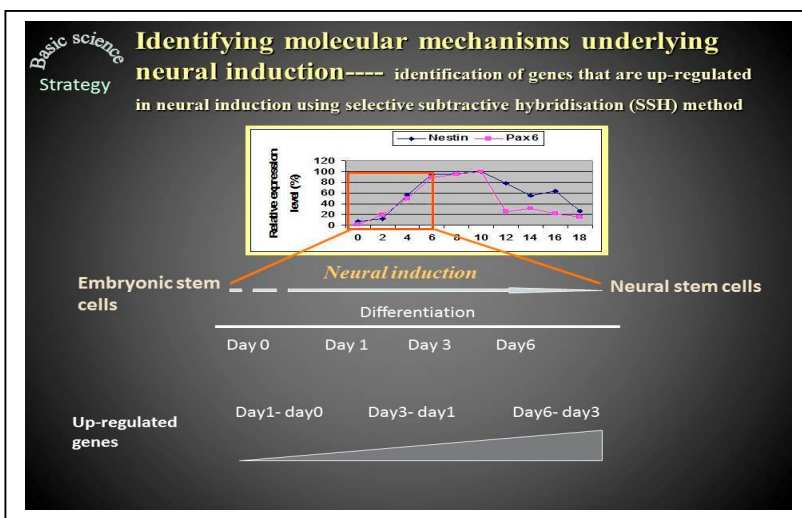 Basic science
Strategy
Identifying molecular mechanisms underlying
neural induction---- identification of genes that are up-regulated
in neural induction using selective subtractive hybridisation (SSH) method
Nestin Pax 6
Relative expression
level (%)
120
100
80
60
40
20
0
0 2 4 6 8 10 12 14 16 18
Neural induction
Embryonic stem
cells
Neural stem cells
Differentiation
Day 0 Day 1 Day 3 Day6
Day1- day0 Day3- day1 Day6- day3
Up-regulated
genes